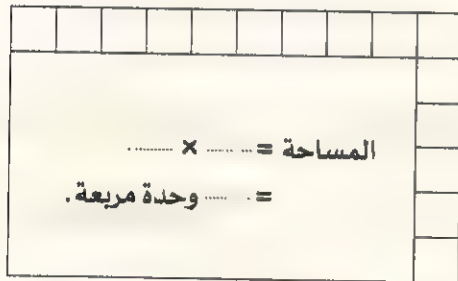 المساحة = ...... × ......
= ...... وحدة مربعة.